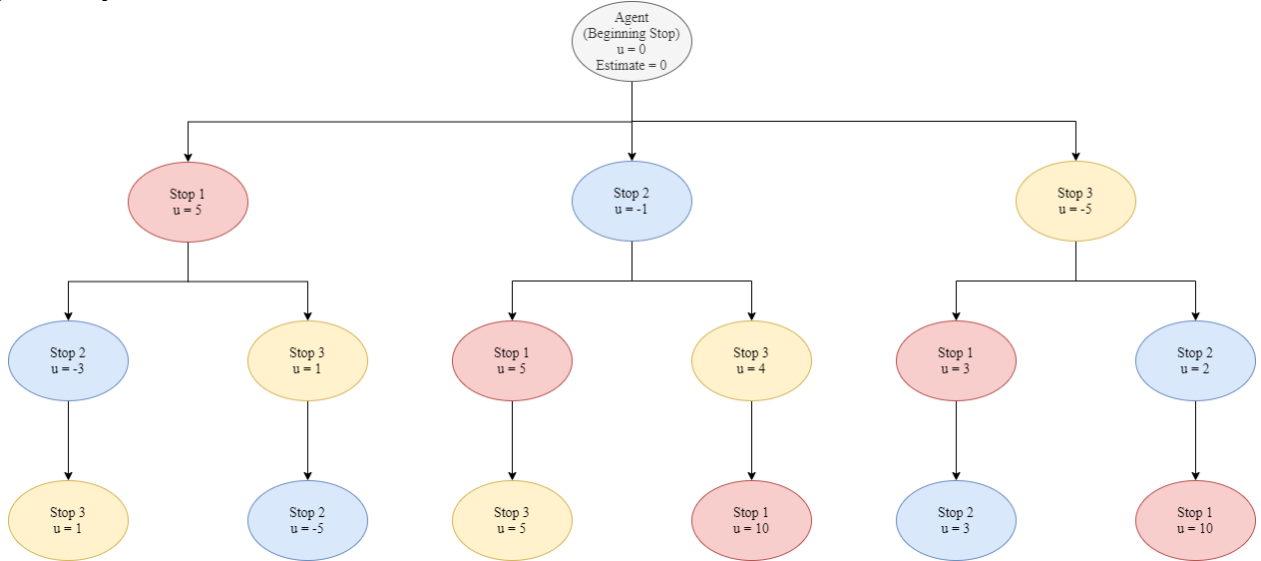 Agent
(Beginning Stop)
u = 0
Estimate = 0
Stop 1
u = 5
Stop 2
u = -1
Stop 3
u = -5
Stop 2
u = -3
Stop 3
u = 1
Stop 1
u = 5
Stop 3
u = 4
Stop 1
u = 3
Stop 2
u = 2
Stop 3
u = 1
Stop 2
u = -5
Stop 3
u = 5
Stop 1
u = 10
Stop 2
u = 3
Stop 1
u = 10